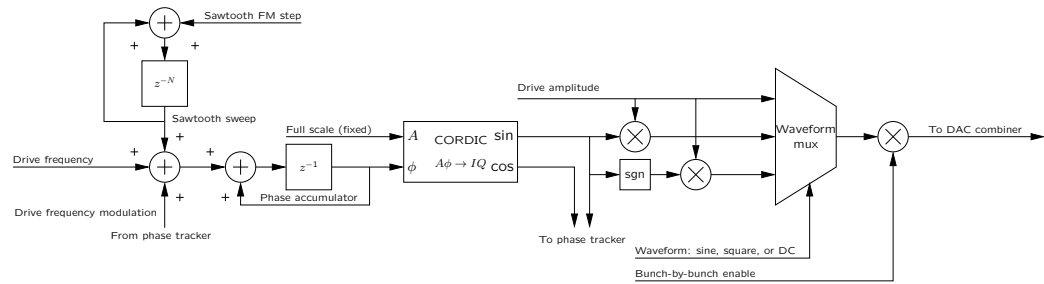 Sawtooth FM step
+
+ +
z^{-N}
Sawtooth sweep
+
Drive frequency
+
+
+
+
+
Drive frequency modulation
From phase tracker
z^{-1}
Phase accumulator
Full scale (fixed)
A
CORDIC
sin
ϕ
Aϕ → IQ
cos
To phase tracker
Drive amplitude
×
sgn
×
Waveform
mux
Waveform: sine, square, or DC
Bunch-by-bunch enable
×
To DAC combiner